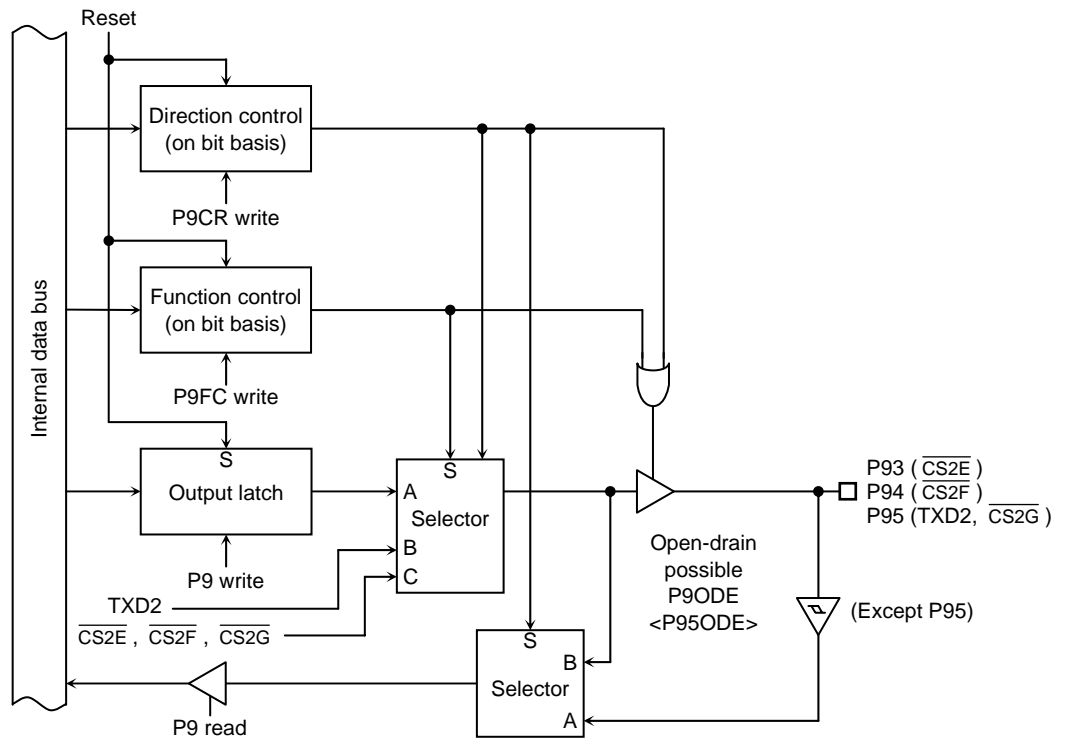 Reset
Internal data bus
Direction control
(on bit basis)
P9CR write
Function control
(on bit basis)
P9FC write
S
Output latch
P9 write
TXD2
CS2E , CS2F , CS2G
S
A
Selector
B
C
P93 ( CS2E )
P94 ( CS2F )
P95 (TXD2, CS2G )
Open-drain
possible
P9ODE
<P95ODE>
(Except P95)
S
B
Selector
A
P9 read